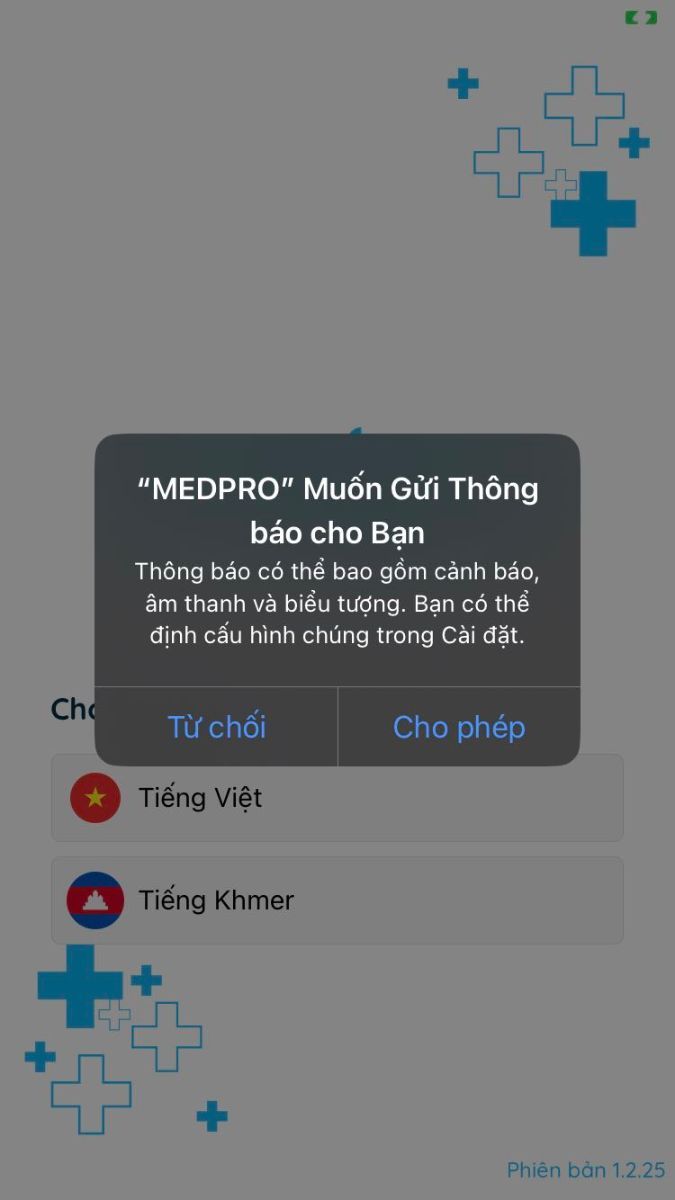 “MEDPRO” Muốn Gửi Thông
báo cho Bạn
Thông báo có thể bao gồm cảnh báo,
âm thanh và biểu tượng. Bạn có thể
định cấu hình chúng trong Cài đặt.
Từ chối
Cho phép
Tiếng Việt
Tiếng Khmer
Phiên bản 1.2.25